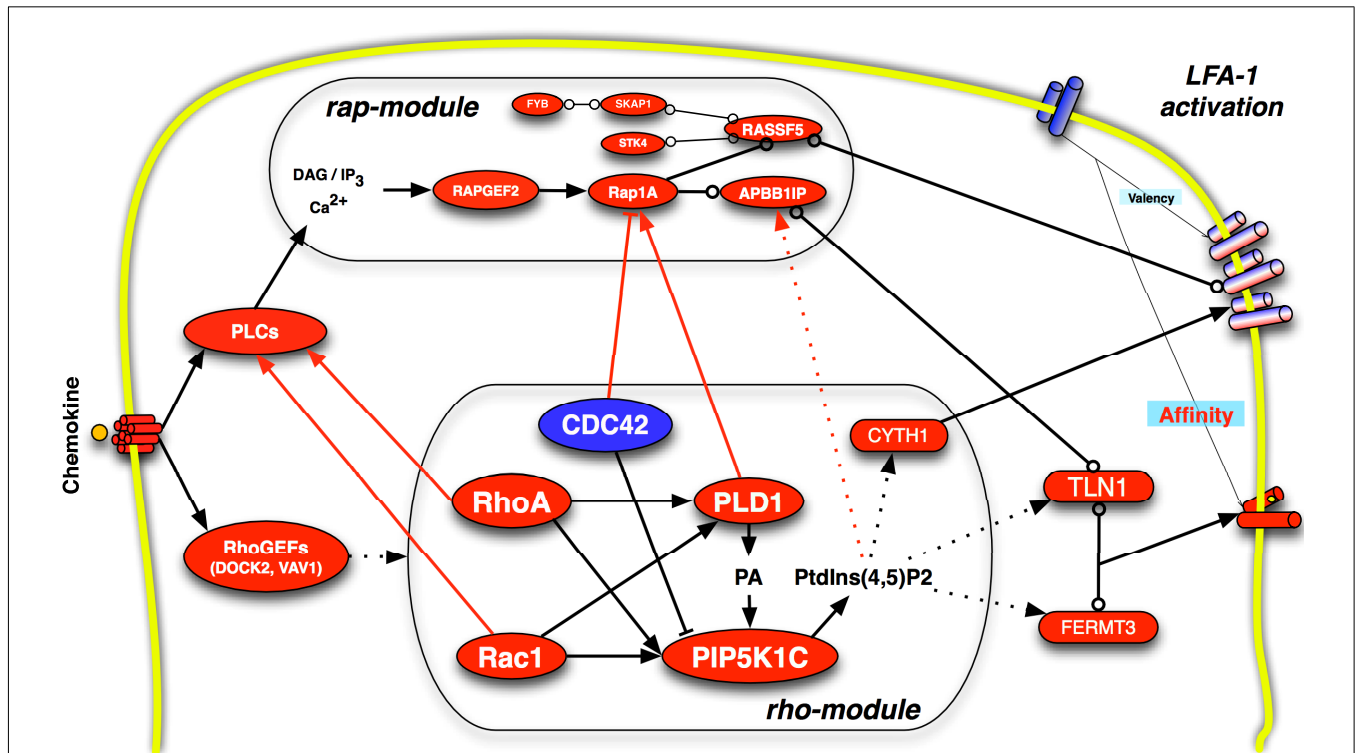 LFA-1
activation
rap-module
FYB
SKAP1
RASSF5
STK4
DAG / IP3
Ca2+
RAPGEF2
Rap1A
APBB1IP
Valency
PLCs
Chemokine
CDC42
CYTH1
Affinity
RhoA
PLD1
TLN1
RhoGEFs
(DOCK2, VAV1)
PA
PtdIns(4,5)P2
FERMT3
Rac1
PIP5K1C
rho-module